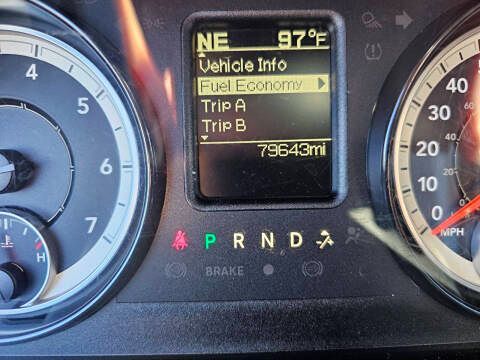 NE 97°F
Vehicle Info
Fuel Economy
Trip A
Trip B
79643mi
4
5
6
7
H
40
30
20
10
0
MPH
P R N D
BRAKE